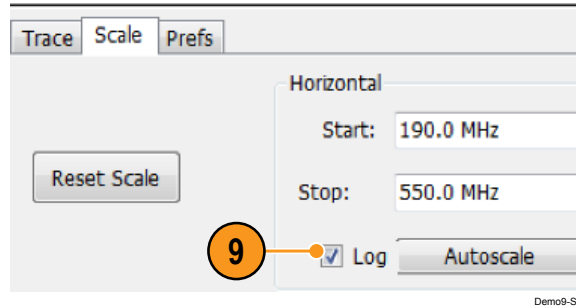 Trace Scale Prefs
Horizontal
Start: 190.0 MHz
Reset Scale
Stop: 550.0 MHz
9 Log Autoscale
Demo9-S